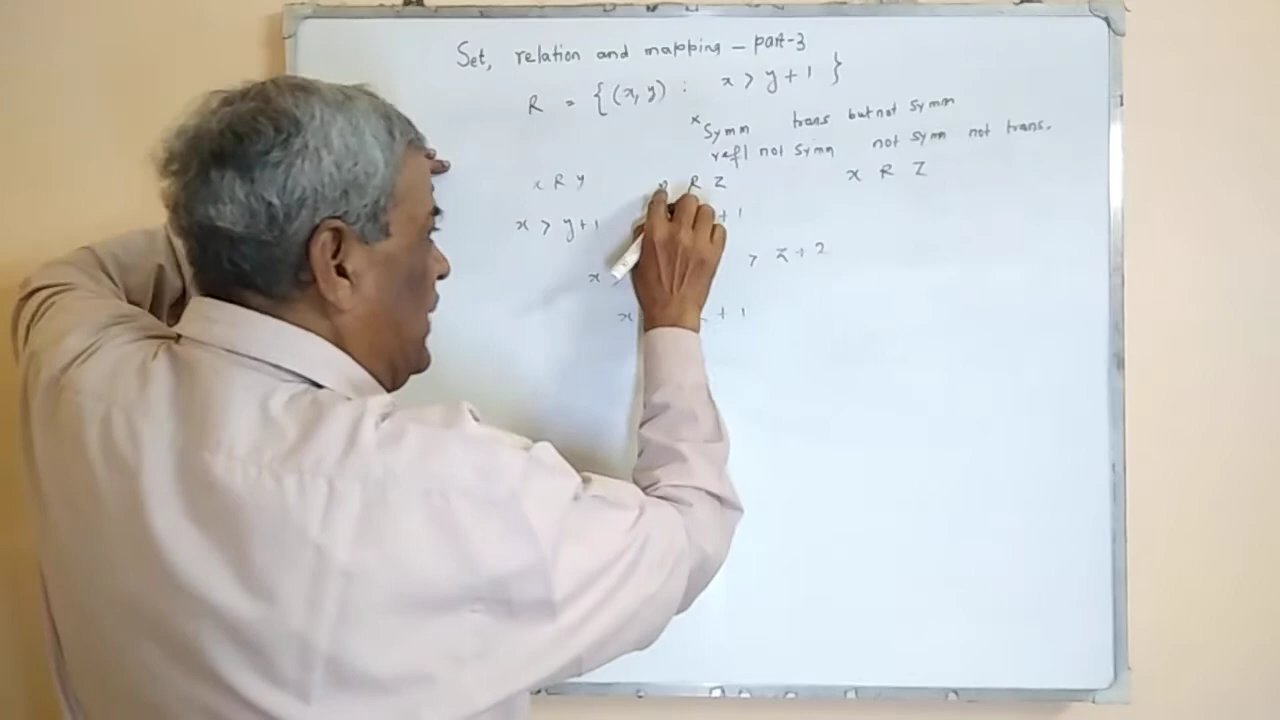 Set, relation and mapping – part-3
R = {(x, y) : x > y + 1 }
* Symm trans but not Symm
refl not Symm not symm not trans.
x R y R Z x R Z
x > y+1 + 1
x > z + 2
x + 1